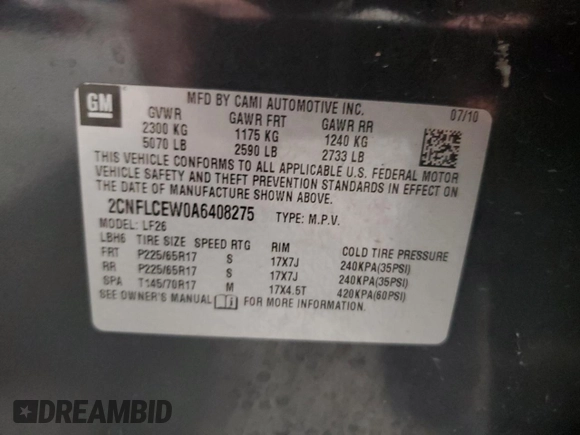 GM
MFD BY CAMI AUTOMOTIVE INC.
07/10
GVWR GAWR FRT GAWR RR
2300 KG 1175 KG 1240 KG
5070 LB 2590 LB 2733 LB
THIS VEHICLE CONFORMS TO ALL APPLICABLE U.S. FEDERAL MOTOR
VEHICLE SAFETY AND THEFT PREVENTION STANDARDS IN EFFECT ON
THE DATE OF MANUFACTURE SHOWN ABOVE.
2CNFLCEW0A6408275 TYPE: M.P.V.
MODEL: LF26
LBH6 TIRE SIZE SPEED RTG RIM COLD TIRE PRESSURE
FRT P225/65R17 S 17X7J 240KPA(35PSI)
RR P225/65R17 S 17X7J 240KPA(35PSI)
SPA T145/70R17 M 17X4.5T 420KPA(60PSI)
SEE OWNER'S MANUAL FOR MORE INFORMATION.
DREAMBID